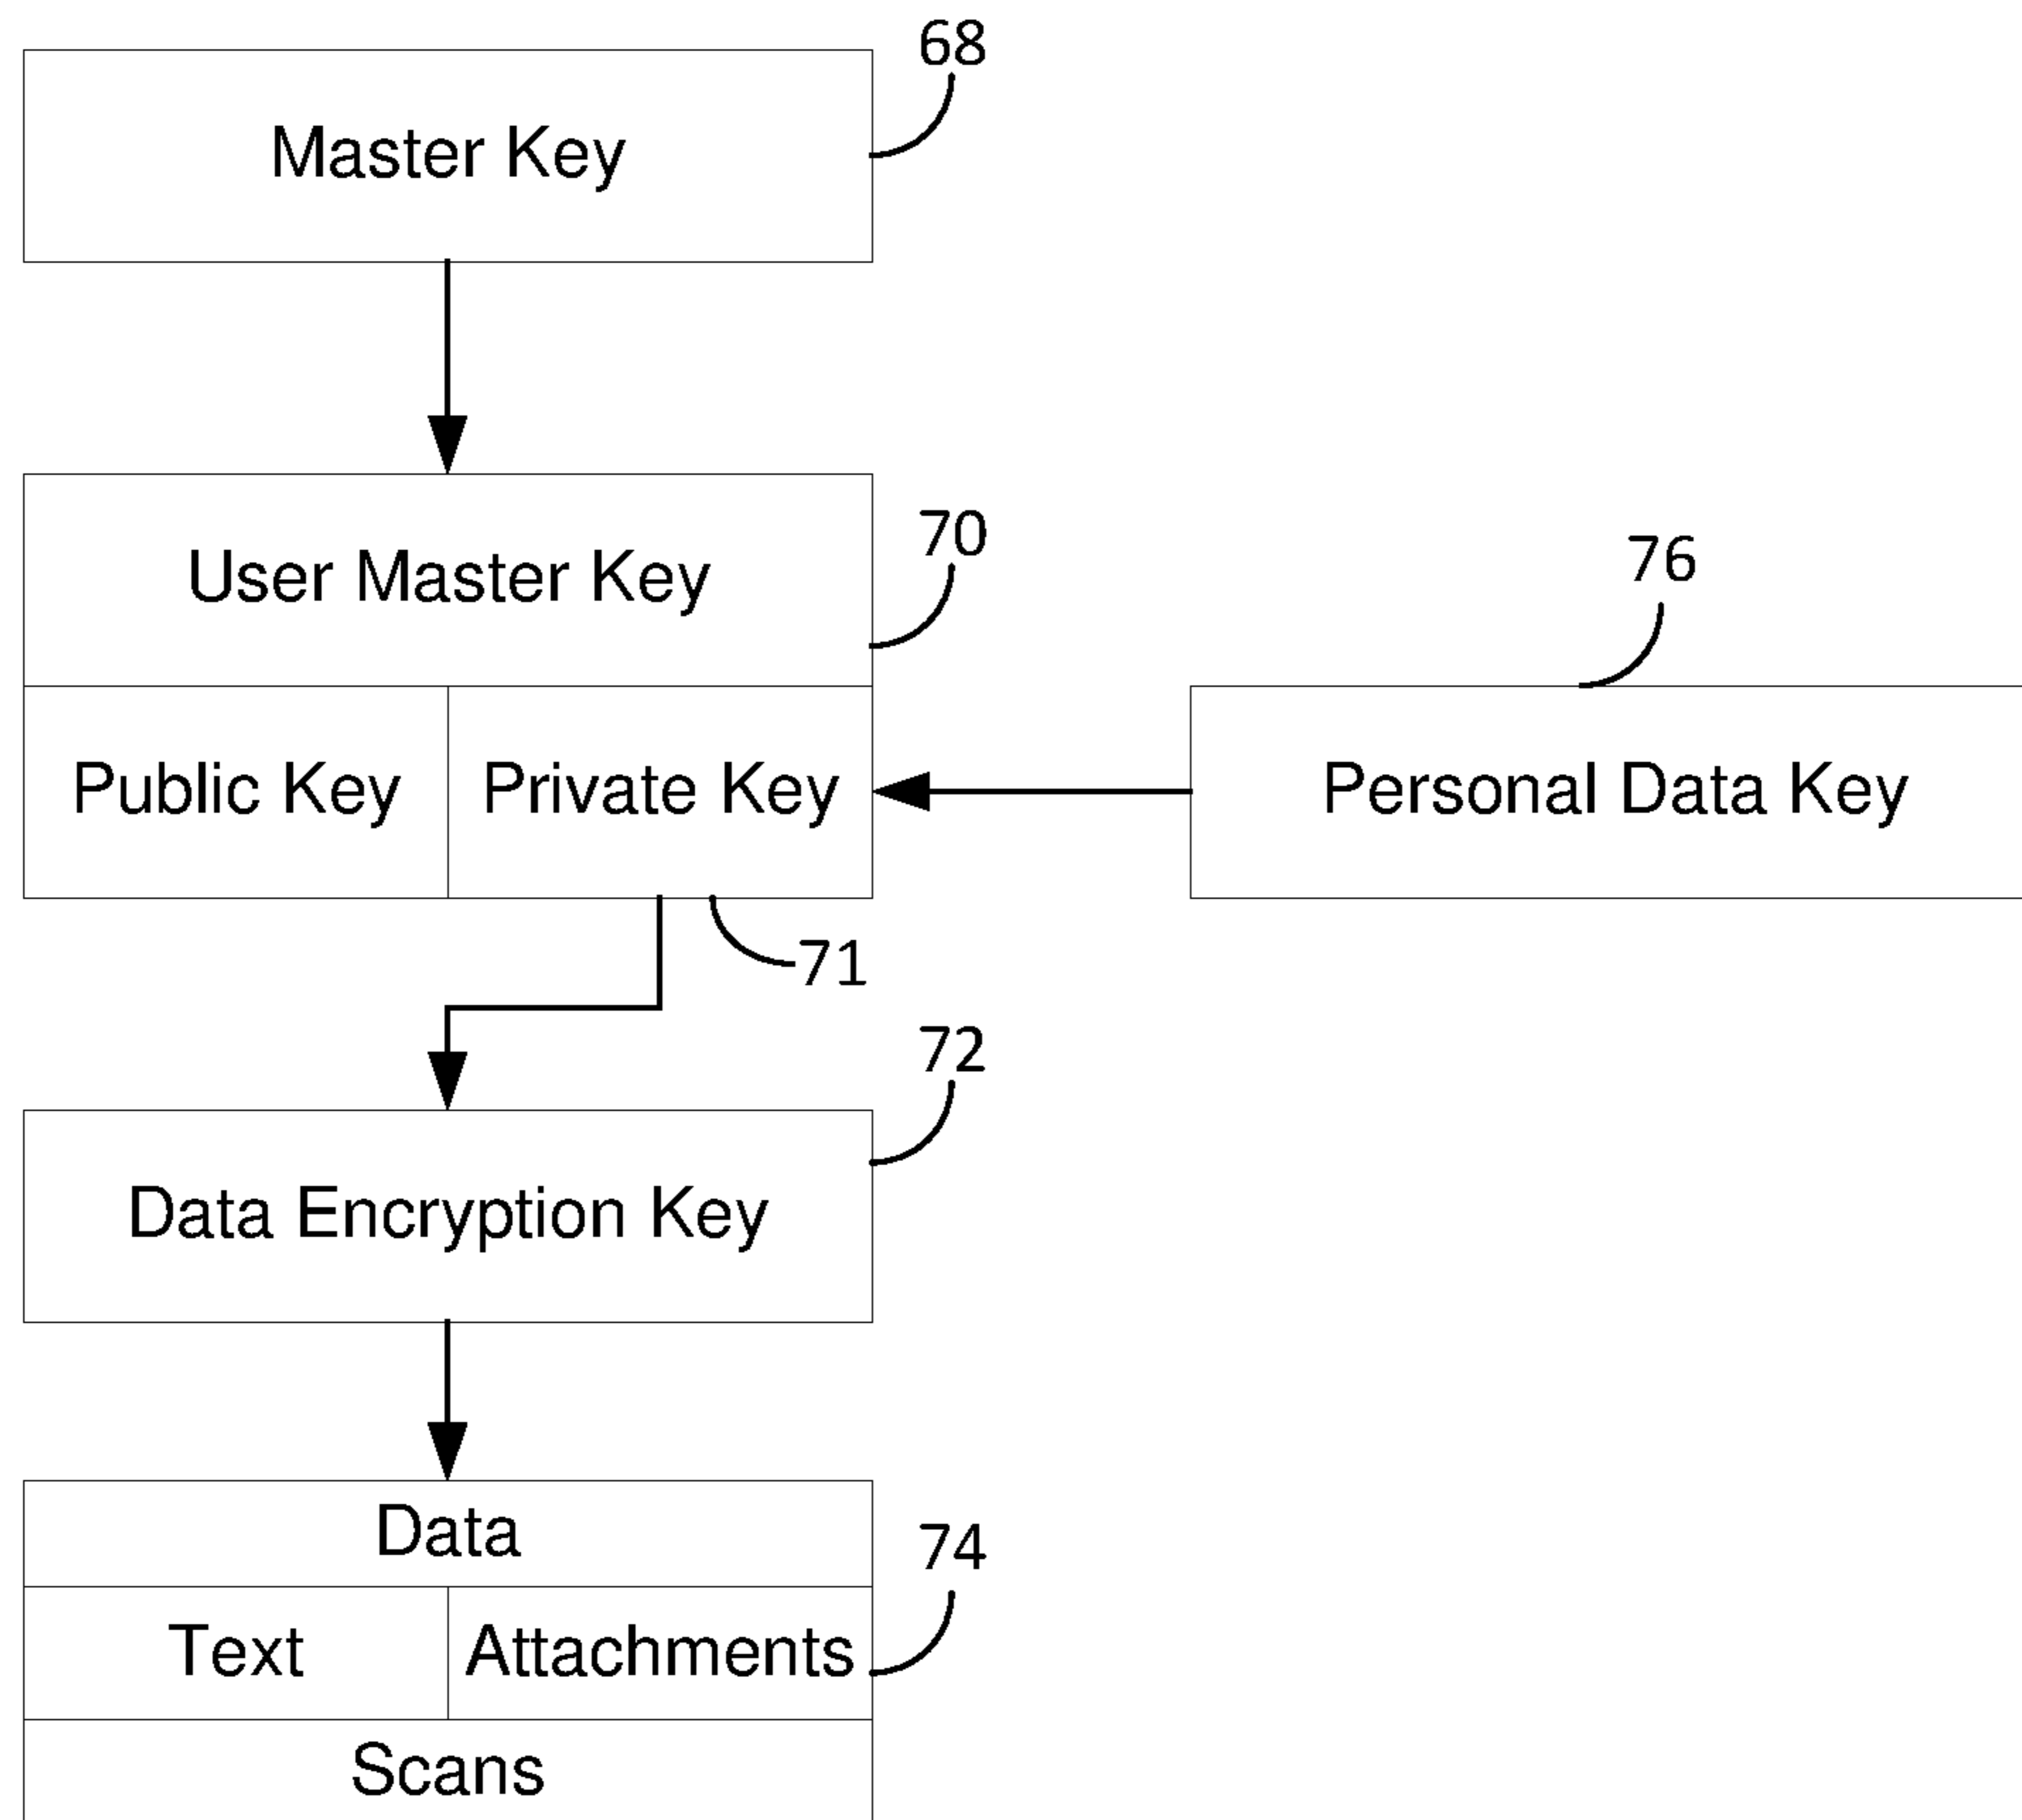 68
Master Key
70
User Master Key
76
Public Key
Private Key
Personal Data Key
71
72
Data Encryption Key
Data
74
Text
Attachments
Scans